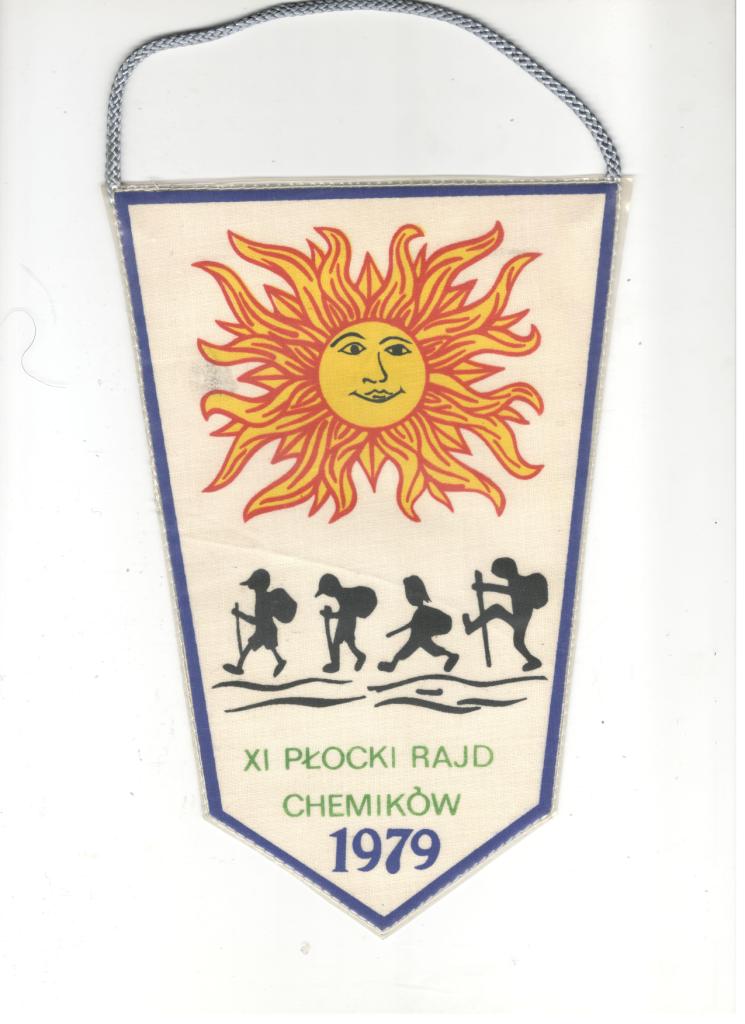 XI PŁOCKI RAJD
CHEMIKÓW
1979